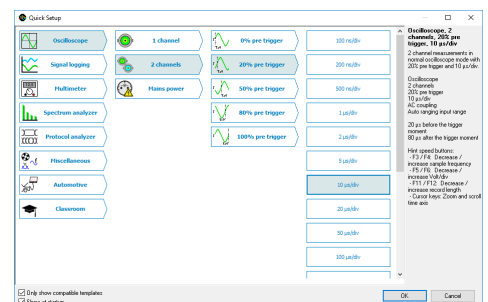 Quick Setup
Oscilloscope
Signal logging
Multimeter
Spectrum analyzer
Protocol analyzer
Miscellaneous
Automotive
Classroom
1 channel
2 channels
Mains power
0% pre trigger
20% pre trigger
50% pre trigger
80% pre trigger
100% pre trigger
100 ns/div
200 ns/div
500 ns/div
1 µs/div
2 µs/div
5 µs/div
10 µs/div
20 µs/div
50 µs/div
100 µs/div
Oscilloscope, 2
channels, 20% pre
trigger, 10 µs/div
2 channel measurements in
normal oscilloscope mode with
20% pre trigger and 10 µs/div.
Oscilloscope
2 channels
20% pre trigger
10 µs/div
AC coupling
Auto ranging input range
20 µs before the trigger
moment
80 µs after the trigger moment
Hint speed buttons:
- F3 / F4: Decrease /
increase sample frequency
- F5 / F6: Decrease /
increase Volt/div
- F11 / F12: Decrease /
increase record length
- Cursor keys: Zoom and scroll
time axis
Only show compatible templates
Show at startup
OK
Cancel